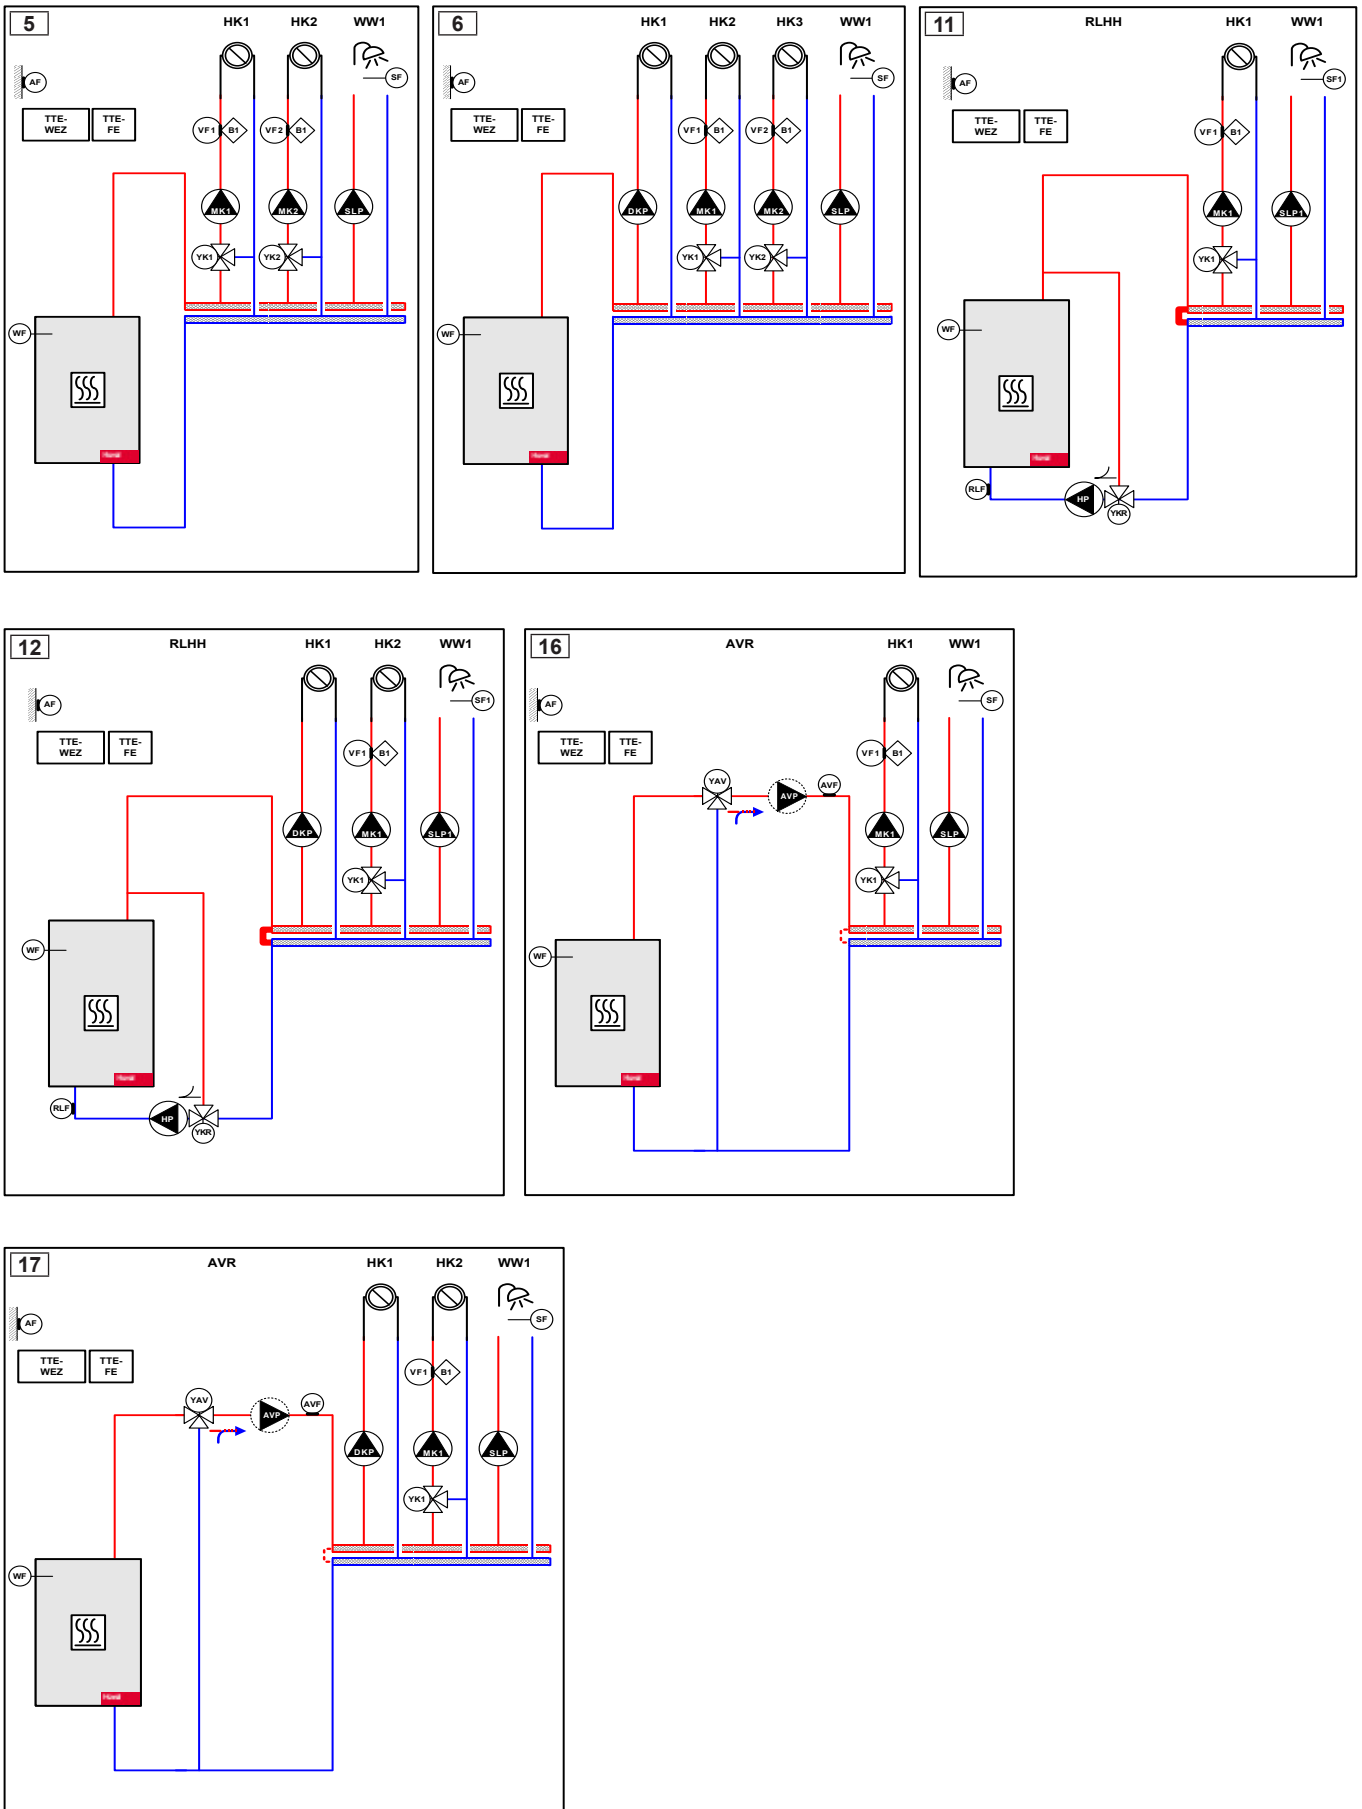 5 HK1 HK2 WW1
AF SF
TTE-
WEZ
TTE-
FE
VF1 B1 VF2 B1
MK1 MK2 SLP
YK1 YK2
WF
6 HK1 HK2 HK3 WW1
AF SF
TTE-
WEZ
TTE-
FE
VF1 B1 VF2 B1
DKP MK1 MK2 SLP
YK1 YK2
WF
11 RLHH HK1 WW1
AF SF1
TTE-
WEZ
TTE-
FE
VF1 B1
MK1 SLP1
YK1
WF
RLF HP
YKR
12 RLHH HK1 HK2 WW1
AF SF1
TTE-
WEZ
TTE-
FE
VF1 B1
DKP MK1 SLP1
YK1
WF
RLF HP
YKR
16 AVR HK1 WW1
AF SF
TTE-
WEZ
TTE-
FE
VF1 B1
YAV AVP AVF
MK1 SLP
YK1
WF
17 AVR HK1 HK2 WW1
AF SF
TTE-
WEZ
TTE-
FE
VF1 B1
YAV AVP AVF
DKP MK1 SLP
YK1
WF